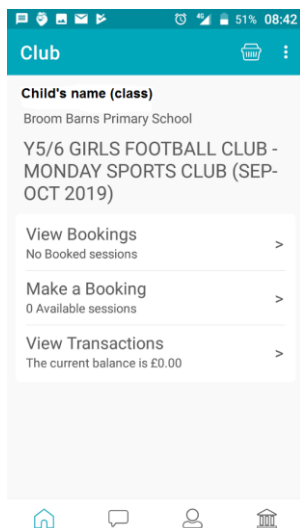 4G 51% 08:42
Club
Child's name (class)
Broom Barns Primary School
Y5/6 GIRLS FOOTBALL CLUB -
MONDAY SPORTS CLUB (SEP-
OCT 2019)
View Bookings
No Booked sessions
>
Make a Booking
0 Available sessions
>
View Transactions
The current balance is £0.00
>